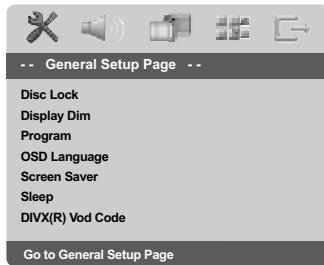 - - General Setup Page - -
Disc Lock
Display Dim
Program
OSD Language
Screen Saver
Sleep
DIVX(R) Vod Code
Go to General Setup Page